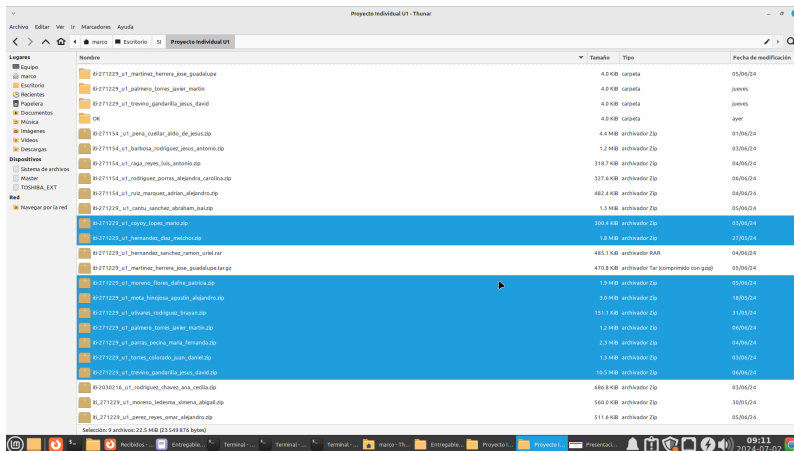 Proyecto Individual U1 - Thunar
Archivo Editar Ver Ir Marcadores Ayuda
marco Escritorio SI Proyecto Individual U1
Lugares
Equipo
marco
Escritorio
Recientes
Papelera
Documentos
Música
Imágenes
Vídeos
Descargas
Dispositivos
Sistema de archivos
Master
TOSHIBA_EXT
Red
Navegar por la red
Nombre Tamaño Tipo Fecha de modificación
iti-271229_u1_martinez_herrera_jose_guadalupe 4.0 KiB carpeta 05/06/24
iti-271229_u1_palmero_torres_javier_martin 4.0 KiB carpeta jueves
iti-271229_u1_trevino_gandarilla_jesus_david 4.0 KiB carpeta jueves
OK 4.0 KiB carpeta ayer
iti-271154_u1_pena_cuellar_aldo_de_jesus.zip 4.4 MiB archivador Zip 01/06/24
iti-271154_u1_barbosa_rodriguez_jesus_antonio.zip 1.2 MiB archivador Zip 03/06/24
iti-271154_u1_raga_reyes_luis_antonio.zip 318.7 KiB archivador Zip 04/06/24
iti-271154_u1_rodriguez_porras_alejandra_carolina.zip 327.6 KiB archivador Zip 06/06/24
iti-271154_u1_ruiz_marquez_adrian_alejandro.zip 482.4 KiB archivador Zip 04/06/24
iti-271229_u1_cantu_sanchez_abraham_isai.zip 1.3 MiB archivador Zip 05/06/24
iti-271229_u1_coyoy_lopez_mario.zip 300.4 KiB archivador Zip 03/06/24
iti-271229_u1_hernandez_diaz_melchor.zip 1.8 MiB archivador Zip 27/05/24
iti-271229_u1_hernandez_sanchez_ramon_uriel.rar 485.1 KiB archivador RAR 04/06/24
iti-271229_u1_martinez_herrera_jose_guadalupe.tar.gz 470.8 KiB archivador Tar (comprimido con gzip) 05/06/24
iti-271229_u1_moreno_flores_dafne_patricia.zip 1.9 MiB archivador Zip 05/06/24
iti-271229_u1_mota_hinojosa_agustin_alejandro.zip 3.0 MiB archivador Zip 18/05/24
iti-271229_u1_olivares_rodriguez_brayan.zip 151.1 KiB archivador Zip 31/05/24
iti-271229_u1_palmero_torres_javier_martin.zip 1.2 MiB archivador Zip 06/06/24
iti-271229_u1_parras_pecina_maria_fernanda.zip 2.3 MiB archivador Zip 04/06/24
iti-271229_u1_torres_colorado_juan_daniel.zip 1.3 MiB archivador Zip 03/06/24
iti-271229_u1_trevino_gandarilla_jesus_david.zip 10.5 MiB archivador Zip 06/06/24
iti-2030216_u1_rodriguez_chavez_ana_cecilia.zip 686.8 KiB archivador Zip 03/06/24
iti_271229_u1_moreno_ledesma_ximena_abigail.zip 560.0 KiB archivador Zip 30/05/24
iti_271229_u1_perez_reyes_omar_alejandro.zip 511.6 KiB archivador Zip 05/06/24
Selección: 9 archivos: 22.5 MiB (23 549 876 bytes)
Recibidos -... Entregable... Terminal -... Terminal -... Terminal -... marco - Th... Entregable... Proyecto I... Proyecto I... Presentaci... 09:11
2024-07-02